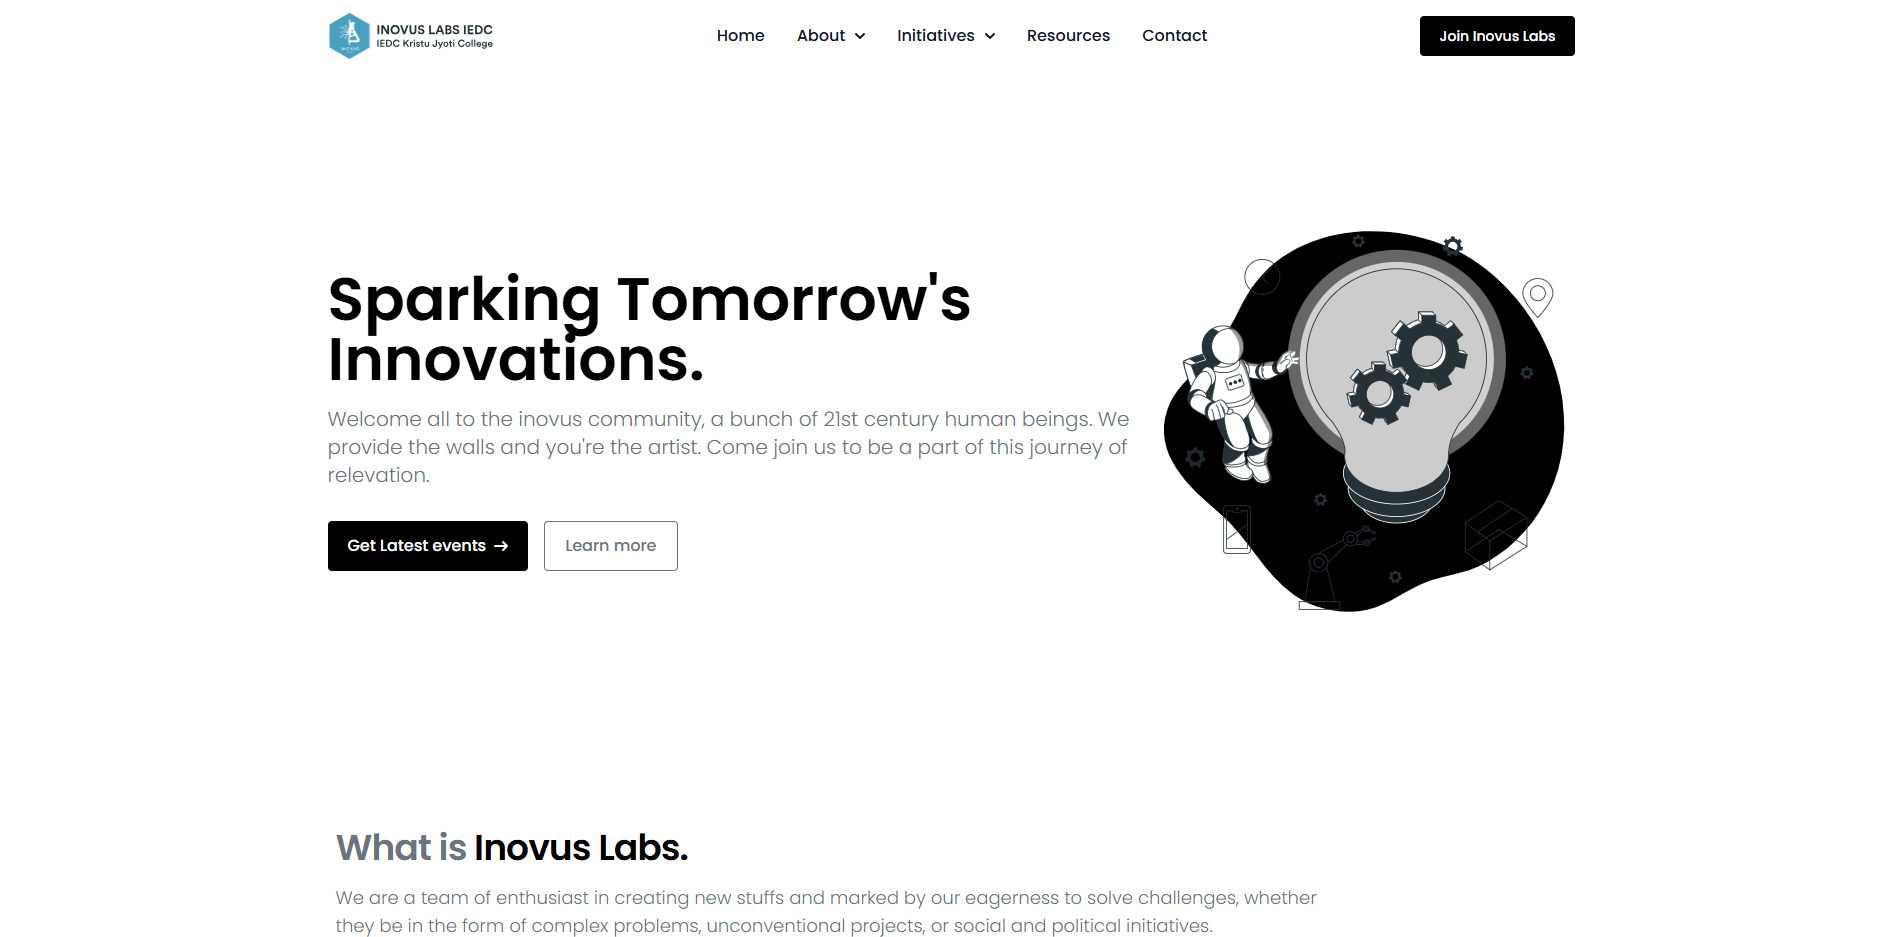 INOVUS LABS IEDC
IEDC Kristu Jyoti College
Home About Initiatives Resources Contact
Join Inovus Labs
Sparking Tomorrow's
Innovations.
Welcome all to the inovus community, a bunch of 21st century human beings. We
provide the walls and you're the artist. Come join us to be a part of this journey of
relevation.
Get Latest events →
Learn more
What is Inovus Labs.
We are a team of enthusiast in creating new stuffs and marked by our eagerness to solve challenges, whether
they be in the form of complex problems, unconventional projects, or social and political initiatives.